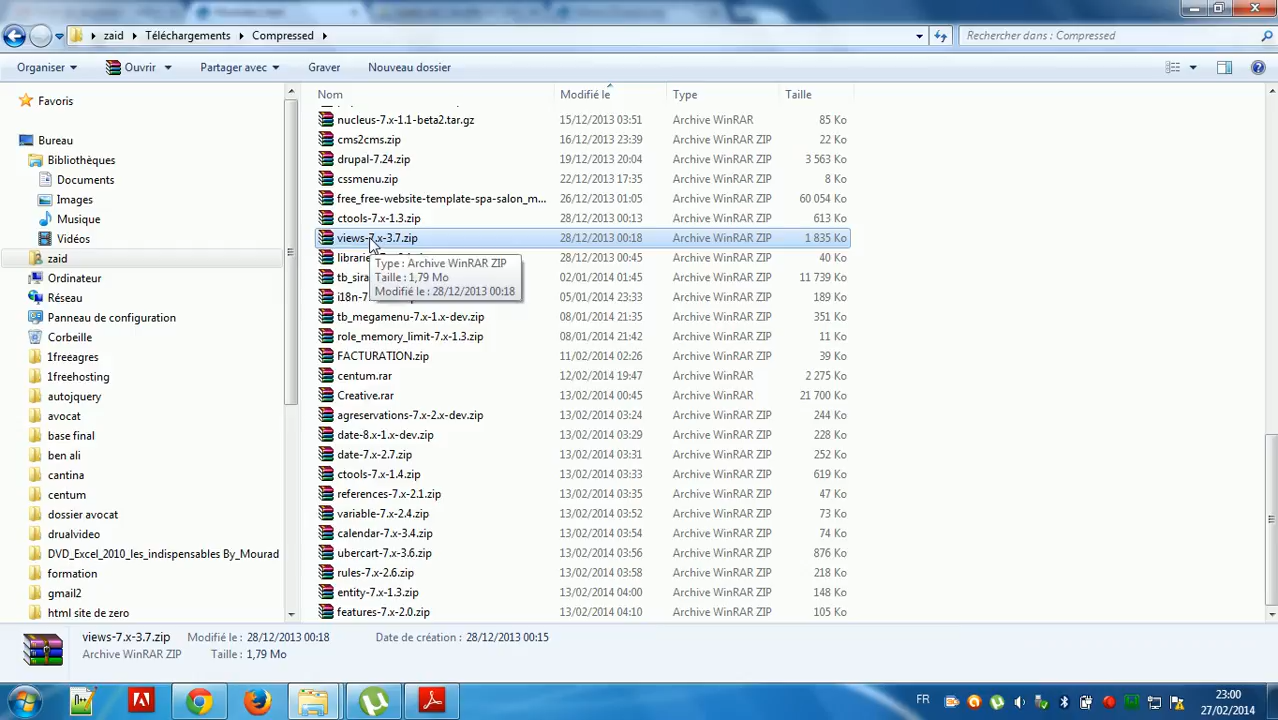 zaid
Téléchargements
Compressed
Rechercher dans : Compressed
Organiser
Ouvrir
Partager avec
Graver
Nouveau dossier
Favoris
Bureau
Bibliothèques
Documents
Images
Musique
Vidéos
zaid
Ordinateur
Réseau
Panneau de configuration
Corbeille
1freeagres
1freehosting
autojquery
avocat
base final
ben ali
cantina
centum
dossier avocat
drualvideo
DVD_Excel_2010_les_indispensables By_Mourad
formation
gmail2
html site de zero
Nom Modifié le Type Taille
nucleus-7.x-1.1-beta2.tar.gz 15/12/2013 03:51 Archive WinRAR 85 Ko
cms2cms.zip 16/12/2013 23:39 Archive WinRAR ZIP 22 Ko
drupal-7.24.zip 19/12/2013 20:04 Archive WinRAR ZIP 3 563 Ko
cssmenu.zip 22/12/2013 17:35 Archive WinRAR ZIP 8 Ko
free_free-website-template-spa-salon_m... 26/12/2013 01:05 Archive WinRAR ZIP 60 054 Ko
ctools-7.x-1.3.zip 28/12/2013 00:13 Archive WinRAR ZIP 613 Ko
views-7.x-3.7.zip 28/12/2013 00:18 Archive WinRAR ZIP 1 835 Ko
librarie 28/12/2013 00:45 Archive WinRAR ZIP 40 Ko
tb_sira 02/01/2014 01:45 Archive WinRAR ZIP 11 739 Ko
i18n-7. 05/01/2014 23:33 Archive WinRAR ZIP 189 Ko
Type : Archive WinRAR ZIP
Taille : 1,79 Mo
Modifié le : 28/12/2013 00:18
tb_megamenu-7.x-1.x-dev.zip 08/01/2014 21:35 Archive WinRAR ZIP 351 Ko
role_memory_limit-7.x-1.3.zip 08/01/2014 21:42 Archive WinRAR ZIP 11 Ko
FACTURATION.zip 11/02/2014 02:26 Archive WinRAR ZIP 39 Ko
centum.rar 12/02/2014 19:47 Archive WinRAR 2 275 Ko
Creative.rar 13/02/2014 00:45 Archive WinRAR 21 700 Ko
agreservations-7.x-2.x-dev.zip 13/02/2014 03:24 Archive WinRAR ZIP 244 Ko
date-8.x-1.x-dev.zip 13/02/2014 03:29 Archive WinRAR ZIP 228 Ko
date-7.x-2.7.zip 13/02/2014 03:31 Archive WinRAR ZIP 252 Ko
ctools-7.x-1.4.zip 13/02/2014 03:33 Archive WinRAR ZIP 619 Ko
references-7.x-2.1.zip 13/02/2014 03:35 Archive WinRAR ZIP 47 Ko
variable-7.x-2.4.zip 13/02/2014 03:52 Archive WinRAR ZIP 73 Ko
calendar-7.x-3.4.zip 13/02/2014 03:54 Archive WinRAR ZIP 74 Ko
ubercart-7.x-3.6.zip 13/02/2014 03:56 Archive WinRAR ZIP 876 Ko
rules-7.x-2.6.zip 13/02/2014 03:58 Archive WinRAR ZIP 218 Ko
entity-7.x-1.3.zip 13/02/2014 04:00 Archive WinRAR ZIP 148 Ko
features-7.x-2.0.zip 13/02/2014 04:10 Archive WinRAR ZIP 105 Ko
views-7.x-3.7.zip Modifié le : 28/12/2013 00:18 Date de création : 28/12/2013 00:15
Archive WinRAR ZIP Taille : 1,79 Mo
FR
23:00
27/02/2014